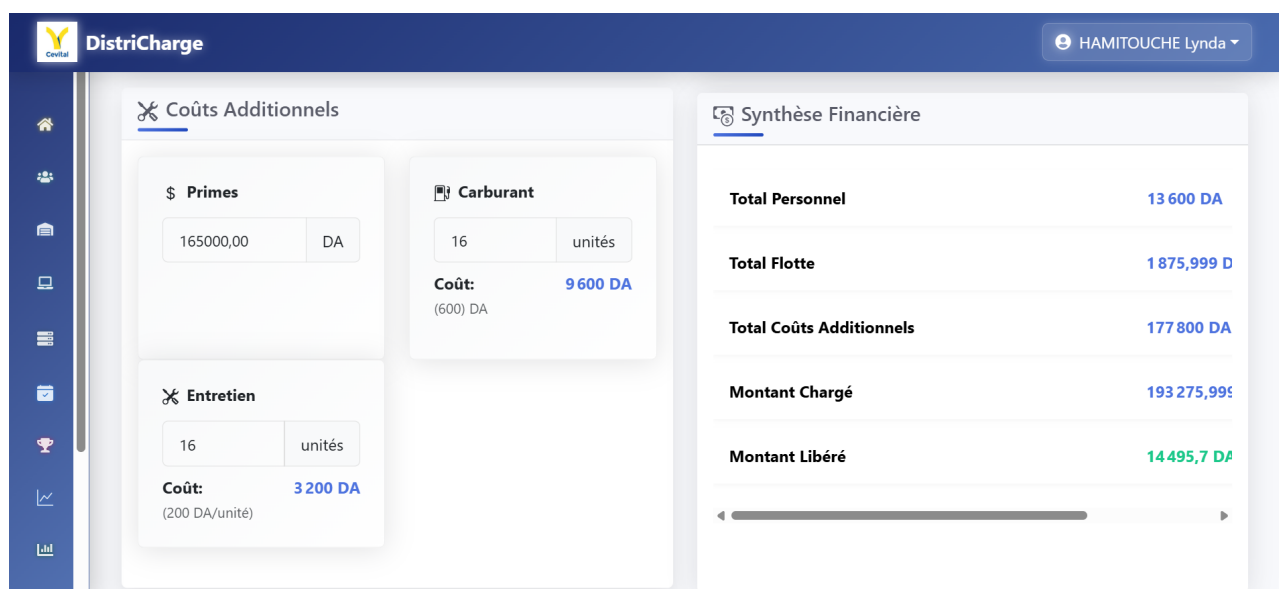 Cevital
DistriCharge
HAMITOUCHE Lynda
Coûts Additionnels
$ Primes
165000,00 DA
Carburant
16 unités
Coût: 9 600 DA
(600) DA
Entretien
16 unités
Coût: 3 200 DA
(200 DA/unité)
Synthèse Financière
Total Personnel 13 600 DA
Total Flotte 1 875,999 D
Total Coûts Additionnels 177 800 DA
Montant Chargé 193 275,999
Montant Libéré 14 495,7 DA